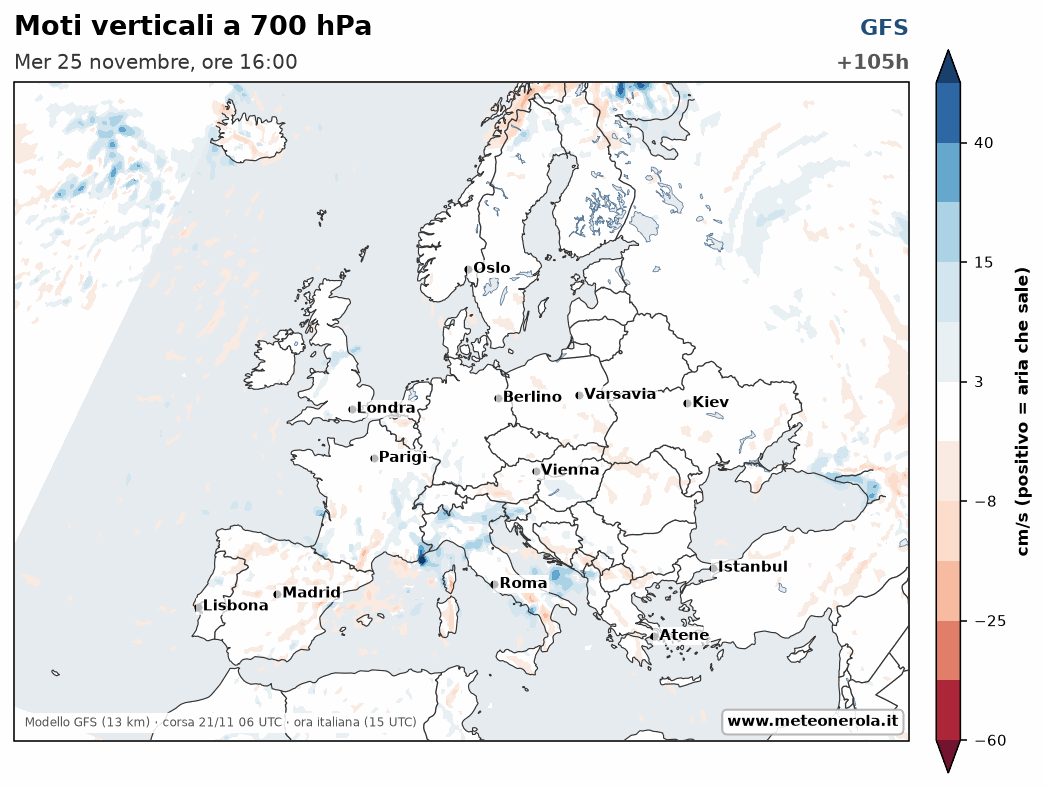 Moti verticali a 700 hPa
GFS
Mer 25 novembre, ore 16:00
+105h
40
15
3
−8
−25
−60
cm/s (positivo = aria che sale)
Oslo
Londra
Berlino
Varsavia
Kiev
Parigi
Vienna
Istanbul
Roma
Madrid
Lisbona
Atene
Modello GFS (13 km) · corsa 21/11 06 UTC · ora italiana (15 UTC)
www.meteonerola.it